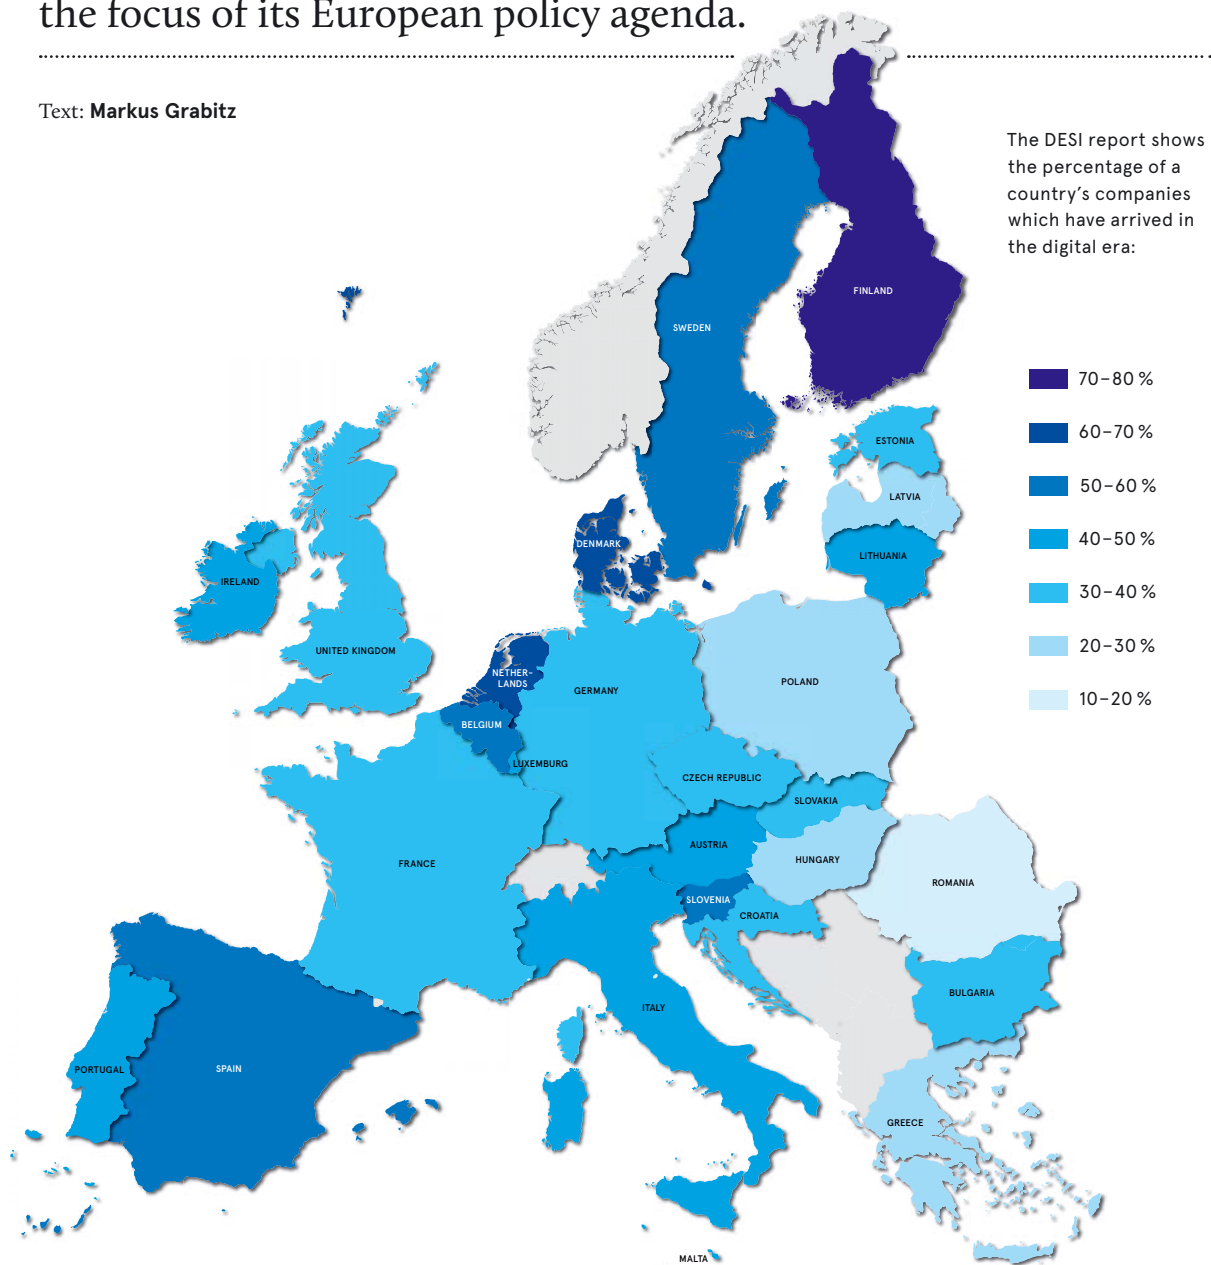 the focus of its European policy agenda.
Text: Markus Grabitz
The DESI report shows
the percentage of a
country's companies
which have arrived in
the digital era:
70–80 %
60–70 %
50–60 %
40–50 %
30–40 %
20–30 %
10–20 %
FINLAND
SWEDEN
ESTONIA
LATVIA
LITHUANIA
DENMARK
IRELAND
UNITED KINGDOM
NETHER-
LANDS
BELGIUM
LUXEMBURG
GERMANY
POLAND
CZECH REPUBLIC
SLOVAKIA
AUSTRIA
HUNGARY
FRANCE
ROMANIA
SLOVENIA
CROATIA
BULGARIA
ITALY
PORTUGAL
SPAIN
GREECE
MALTA